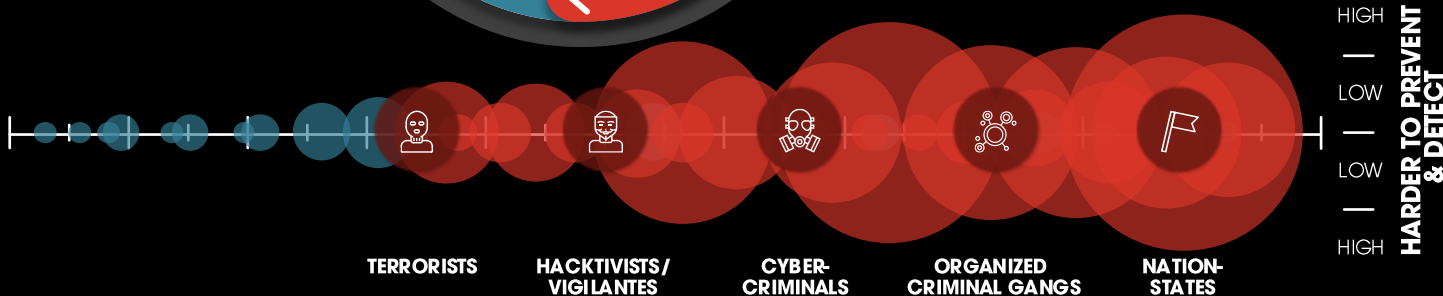 HIGH
LOW
LOW
HIGH
HARDER TO PREVENT
& DETECT
TERRORISTS
HACKTIVISTS/
VIGILANTES
CYBER-
CRIMINALS
ORGANIZED
CRIMINAL GANGS
NATION-
STATES